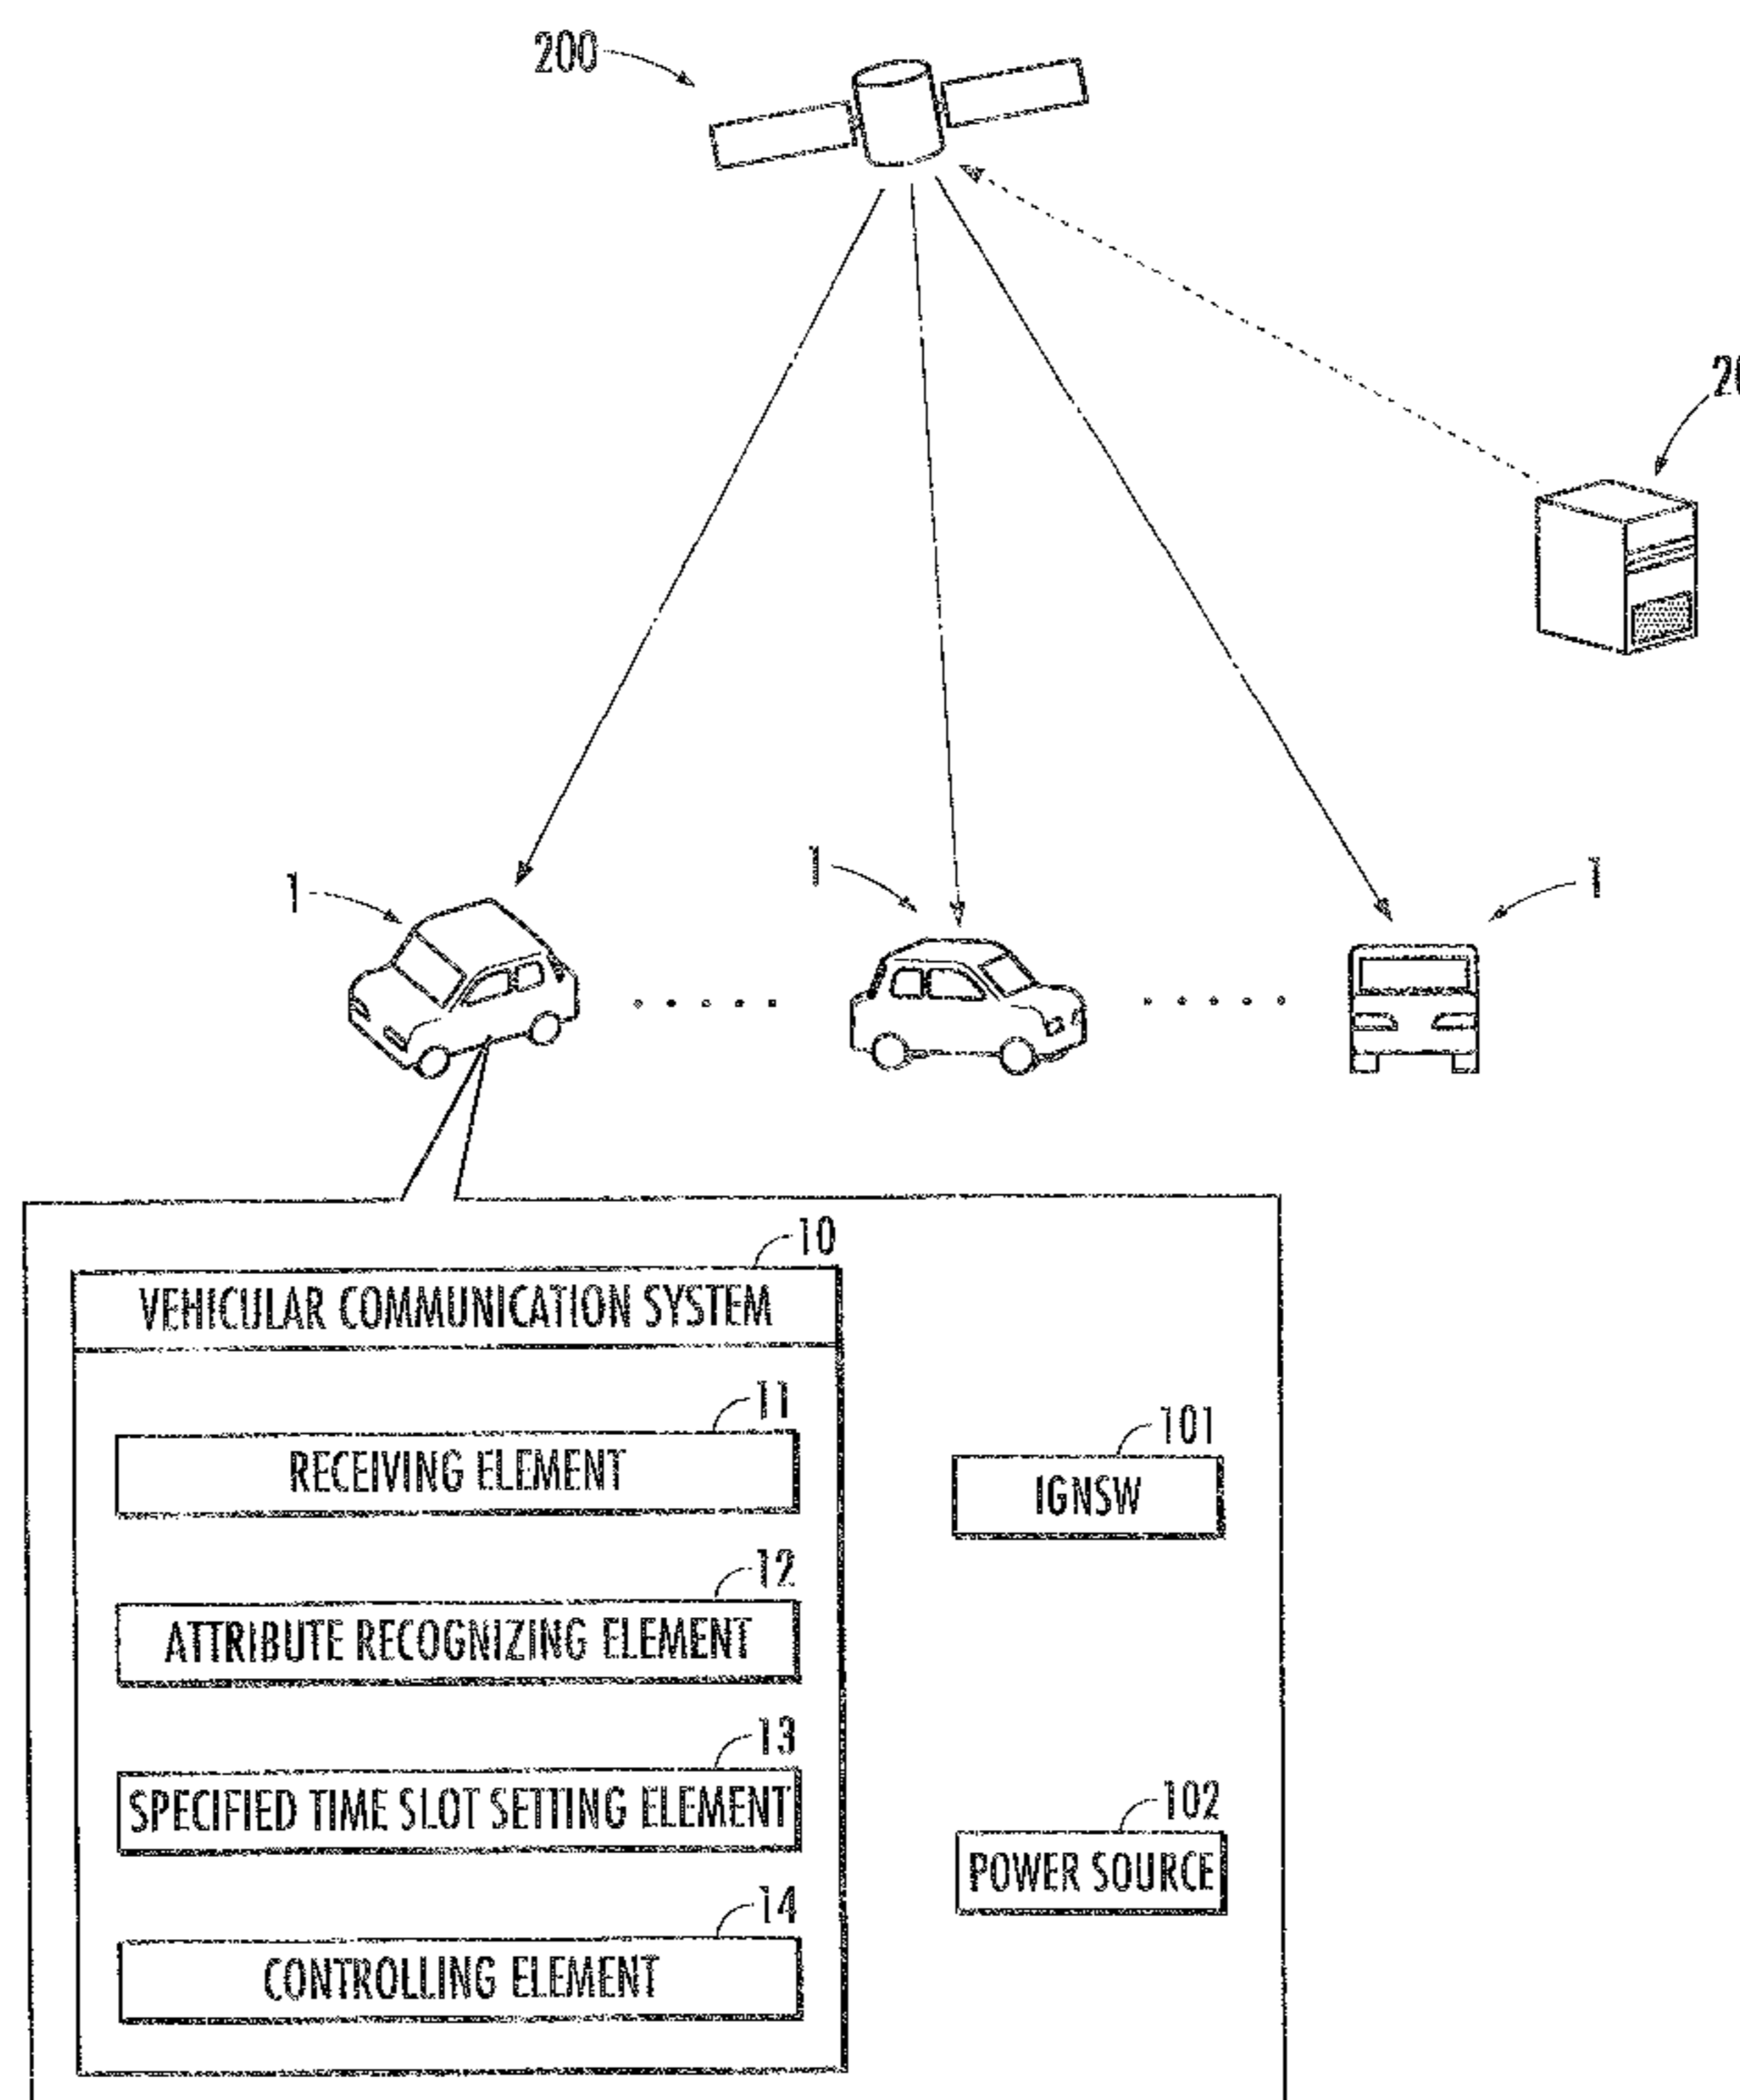 200
1
1
1
10
VEHICULAR COMMUNICATION SYSTEM
11
RECEIVING ELEMENT
101
IGNSW
12
ATTRIBUTE RECOGNIZING ELEMENT
13
SPECIFIED TIME SLOT SETTING ELEMENT
102
POWER SOURCE
14
CONTROLLING ELEMENT